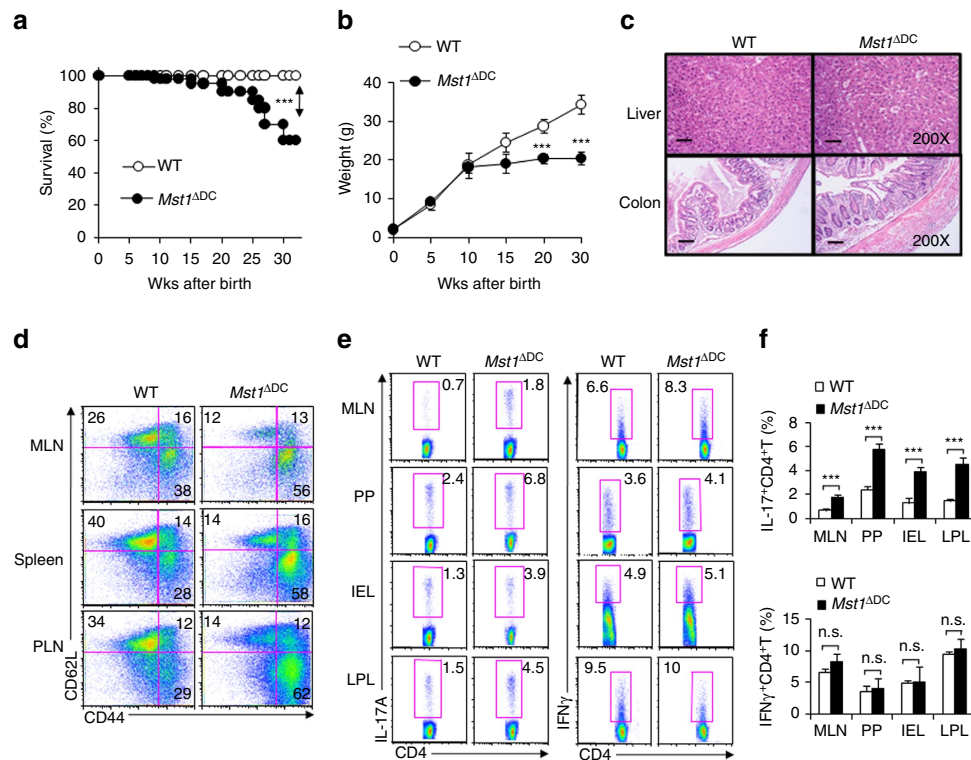 a
100
80
60
40
20
0
Survival (%)
***
WT
Mst1ΔDC
0 5 10 15 20 25 30
Wks after birth
b
WT
Mst1ΔDC
40
30
20
10
0
Weight (g)
*** ***
0 5 10 15 20 30
Wks after birth
c
WT Mst1ΔDC
Liver
200X
Colon
200X
d
WT Mst1ΔDC
MLN
26 16 12 13
38 56
Spleen
40 14 14 16
28 58
PLN
34 12 14 12
29 62
CD62L
CD44
e
WT Mst1ΔDC WT Mst1ΔDC
MLN
0.7 1.8 6.6 8.3
PP
2.4 6.8 3.6 4.1
IEL
1.3 3.9 4.9 5.1
LPL
1.5 4.5 9.5 10
IL-17A
IFNγ
CD4 CD4
f
WT
Mst1ΔDC
IL-17+CD4+T (%)
8
6
4
2
0
*** *** *** ***
MLN PP IEL LPL
WT
Mst1ΔDC
IFNγ+CD4+T (%)
15
10
5
0
n.s. n.s. n.s. n.s.
MLN PP IEL LPL